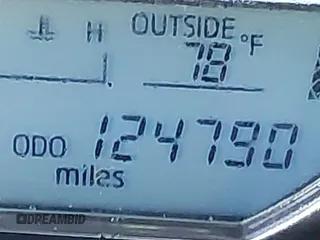 H OUTSIDE
78 °F
ODO 124790
miles
DREAMBID